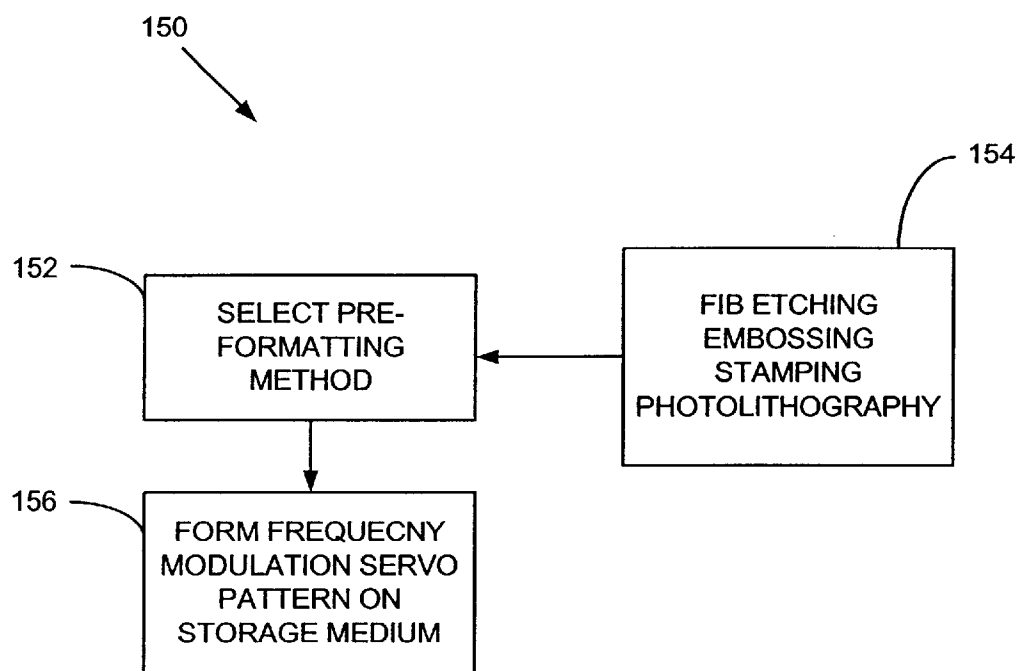 150
154
152
SELECT PRE-
FORMATTING
METHOD
FIB ETCHING
EMBOSSING
STAMPING
PHOTOLITHOGRAPHY
156
FORM FREQUECNY
MODULATION SERVO
PATTERN ON
STORAGE MEDIUM